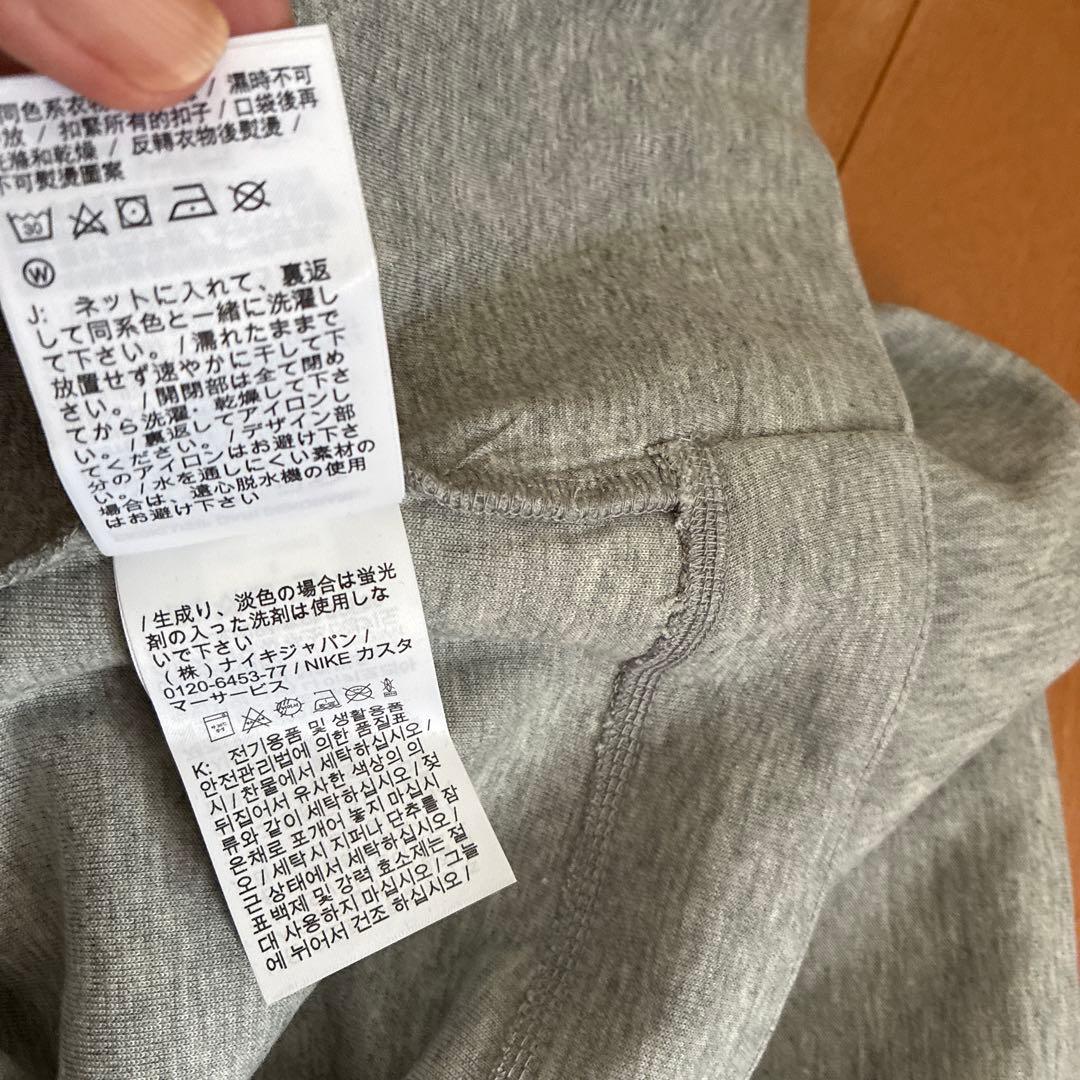 同色系衣物 / 濕時不可
放 / 扣緊所有的扣子 / 口袋後再
洗滌和乾燥 / 反轉衣物後熨燙 /
不可熨燙圖案
30
W
J: ネットに入れて、裏返
して同系色と一緒に洗濯し
て下さい。/濡れたままで
放置せず速やかに干して下
さい。/開閉部は全て閉め
てから洗濯・乾燥して下さ
い。/裏返してアイロンし
てください。/デザイン部
分のアイロンはお避け下さ
い。/水を通しにくい素材の
場合は、遠心脱水機の使用
はお避け下さい
/生成り、淡色の場合は蛍光
剤の入った洗剤は使用しな
いで下さい
(株)ナイキジャパン/
0120-6453-77 / NIKE カスタ
マーサービス
K: 전기용품 및 생활용품
안전관리법에 의한 품질표
시 / 찬물에서 세탁하십시오 /
뒤집어서 유사한 색상의 의
류와 같이 세탁하십시오 / 젖
은채로 포개어 놓지 마십시
오 / 세탁시 지퍼나 단추를 잠
근 상태에서 세탁하십시오 /
표백제 및 강력 효소제는 절
대 사용하지 마십시오 / 그늘
에 뉘어서 건조 하십시오 /